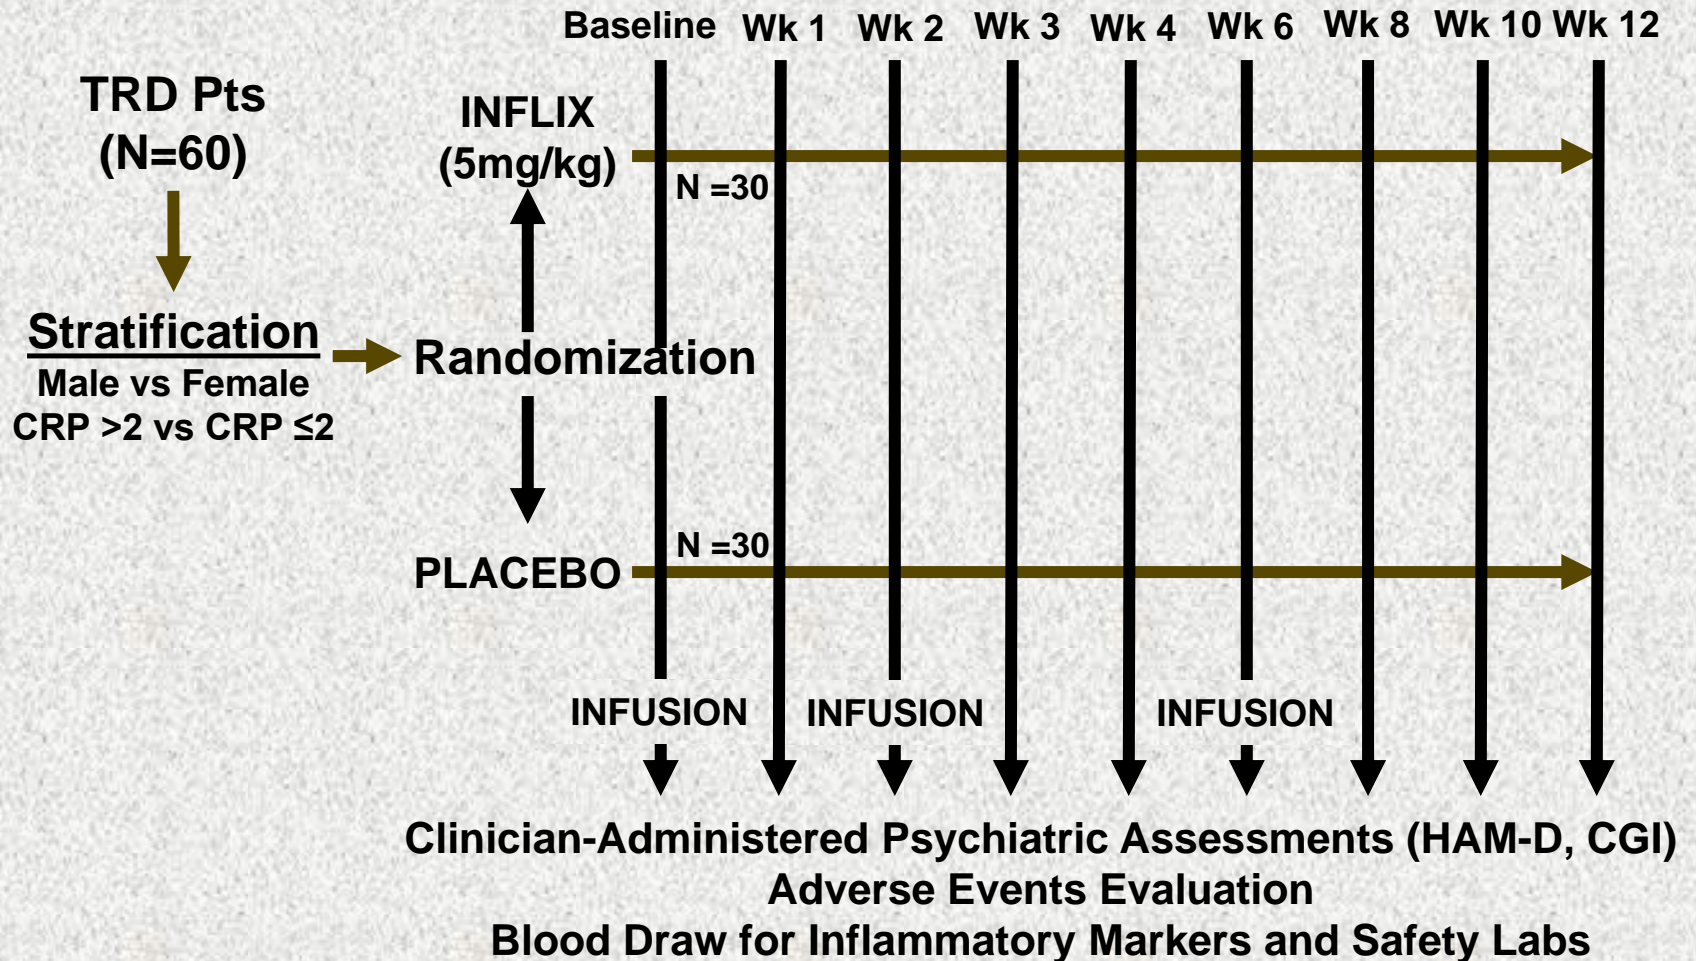 Baseline Wk 1 Wk 2 Wk 3 Wk 4 Wk 6 Wk 8 Wk 10 Wk 12
TRD Pts
(N=60)
INFLIX
(5mg/kg)
N =30
Stratification
Male vs Female
CRP >2 vs CRP ≤2
Randomization
N =30
PLACEBO
INFUSION INFUSION INFUSION
Clinician-Administered Psychiatric Assessments (HAM-D, CGI)
Adverse Events Evaluation
Blood Draw for Inflammatory Markers and Safety Labs